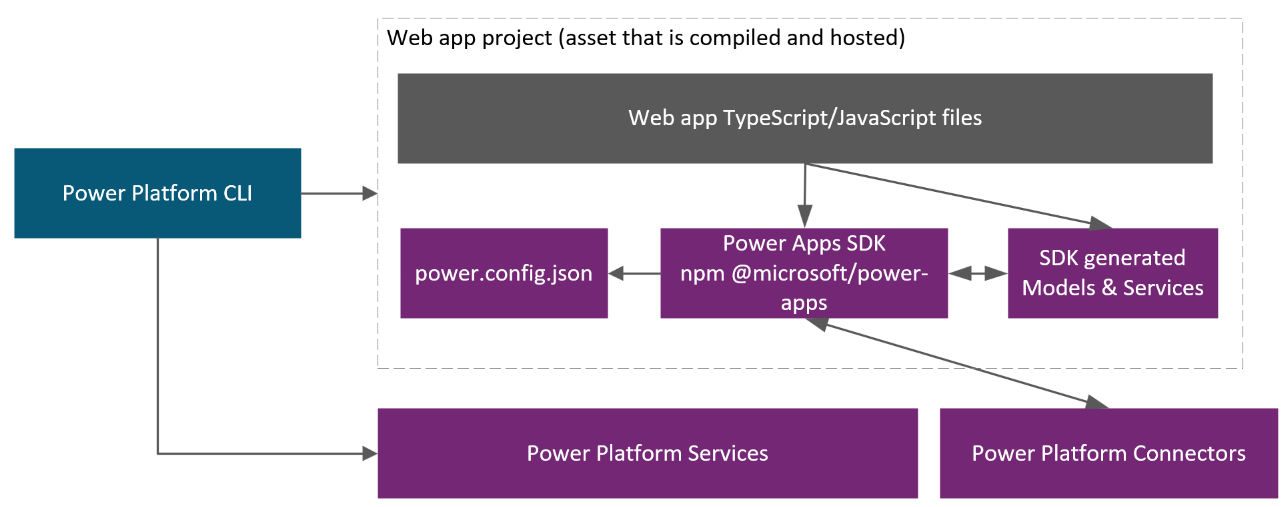 Web app project (asset that is compiled and hosted)
Web app TypeScript/JavaScript files
Power Platform CLI
power.config.json
Power Apps SDK
npm @microsoft/power-
apps
SDK generated
Models & Services
Power Platform Services
Power Platform Connectors